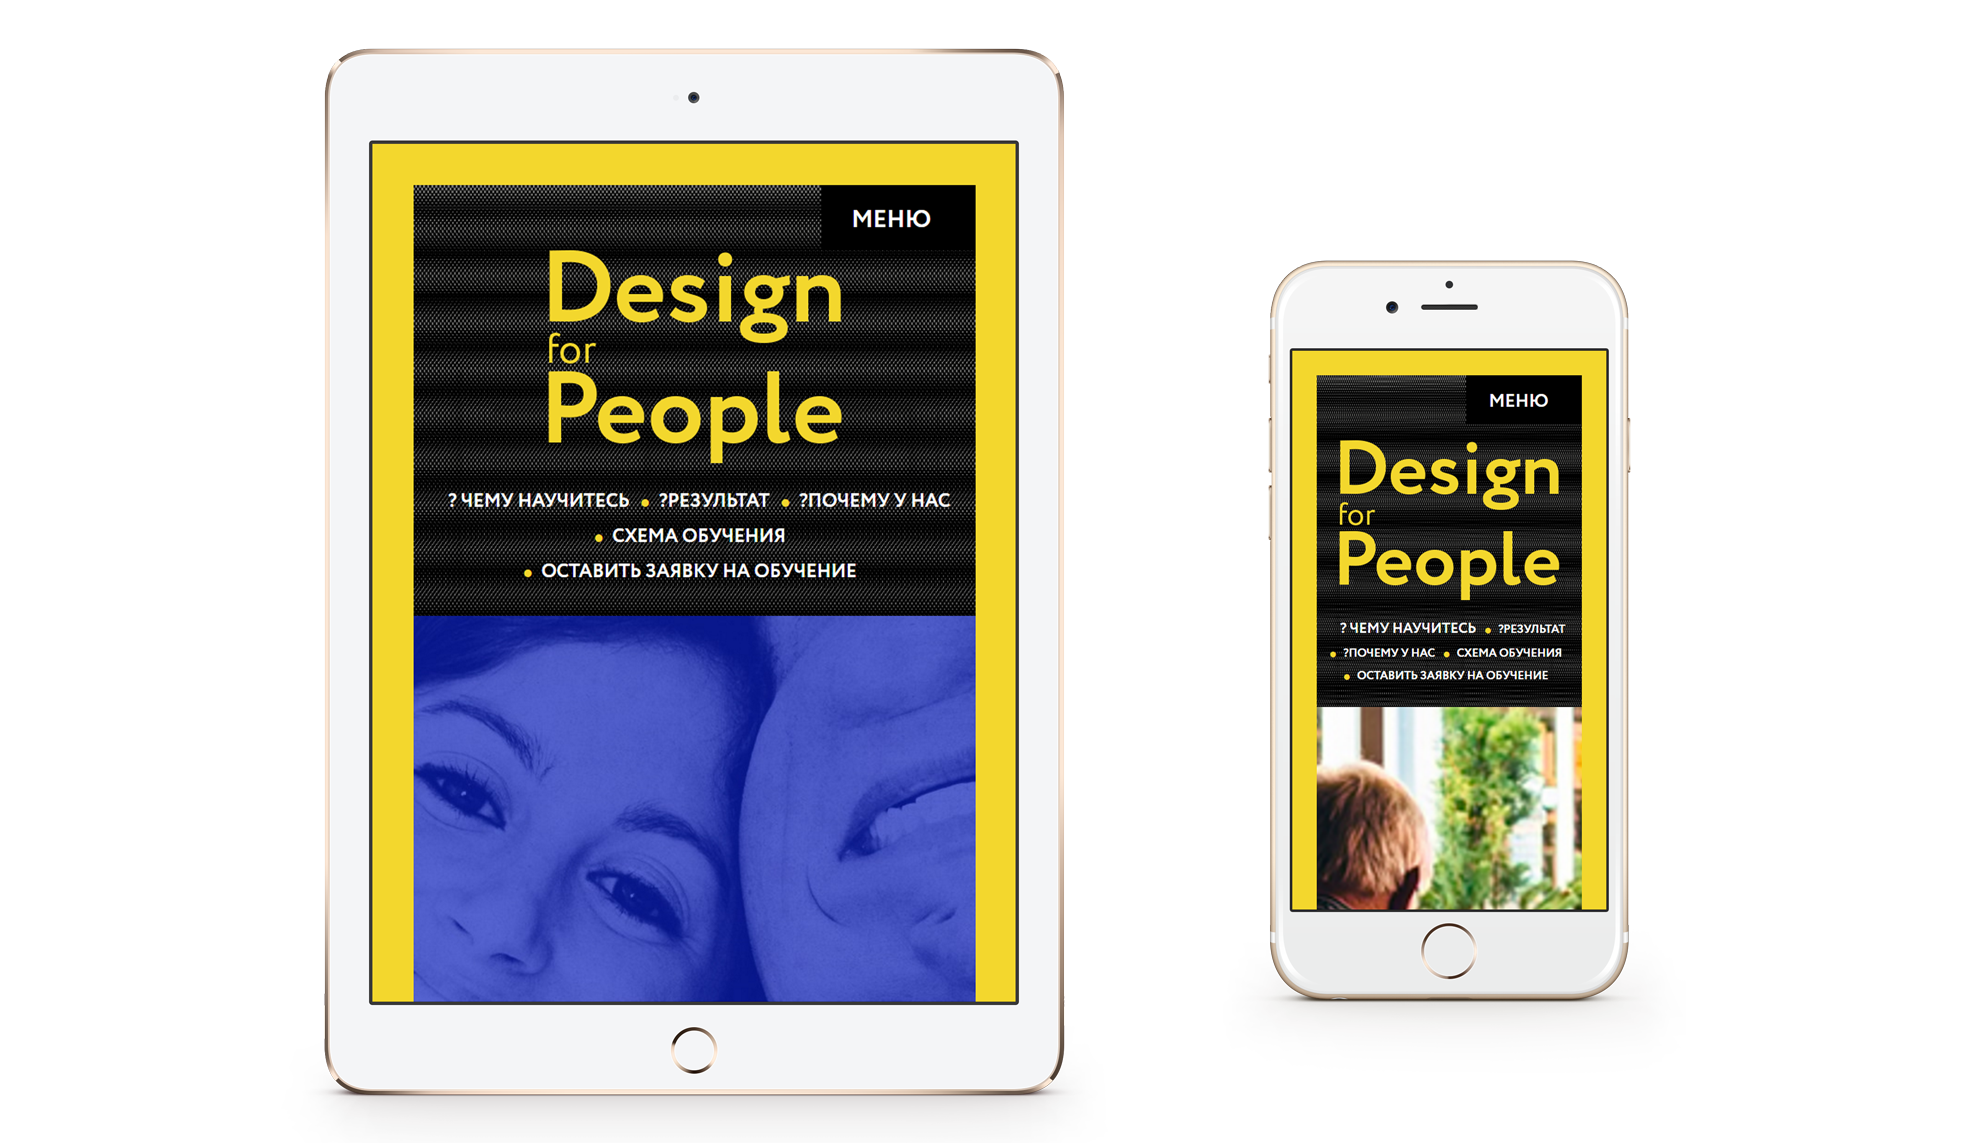 МЕНЮ
Design
for
People
? ЧЕМУ НАУЧИТЕСЬ • ?РЕЗУЛЬТАТ • ?ПОЧЕМУ У НАС
• СХЕМА ОБУЧЕНИЯ
• ОСТАВИТЬ ЗАЯВКУ НА ОБУЧЕНИЕ
МЕНЮ
Design
for
People
? ЧЕМУ НАУЧИТЕСЬ • ?РЕЗУЛЬТАТ
• ?ПОЧЕМУ У НАС • СХЕМА ОБУЧЕНИЯ
• ОСТАВИТЬ ЗАЯВКУ НА ОБУЧЕНИЕ